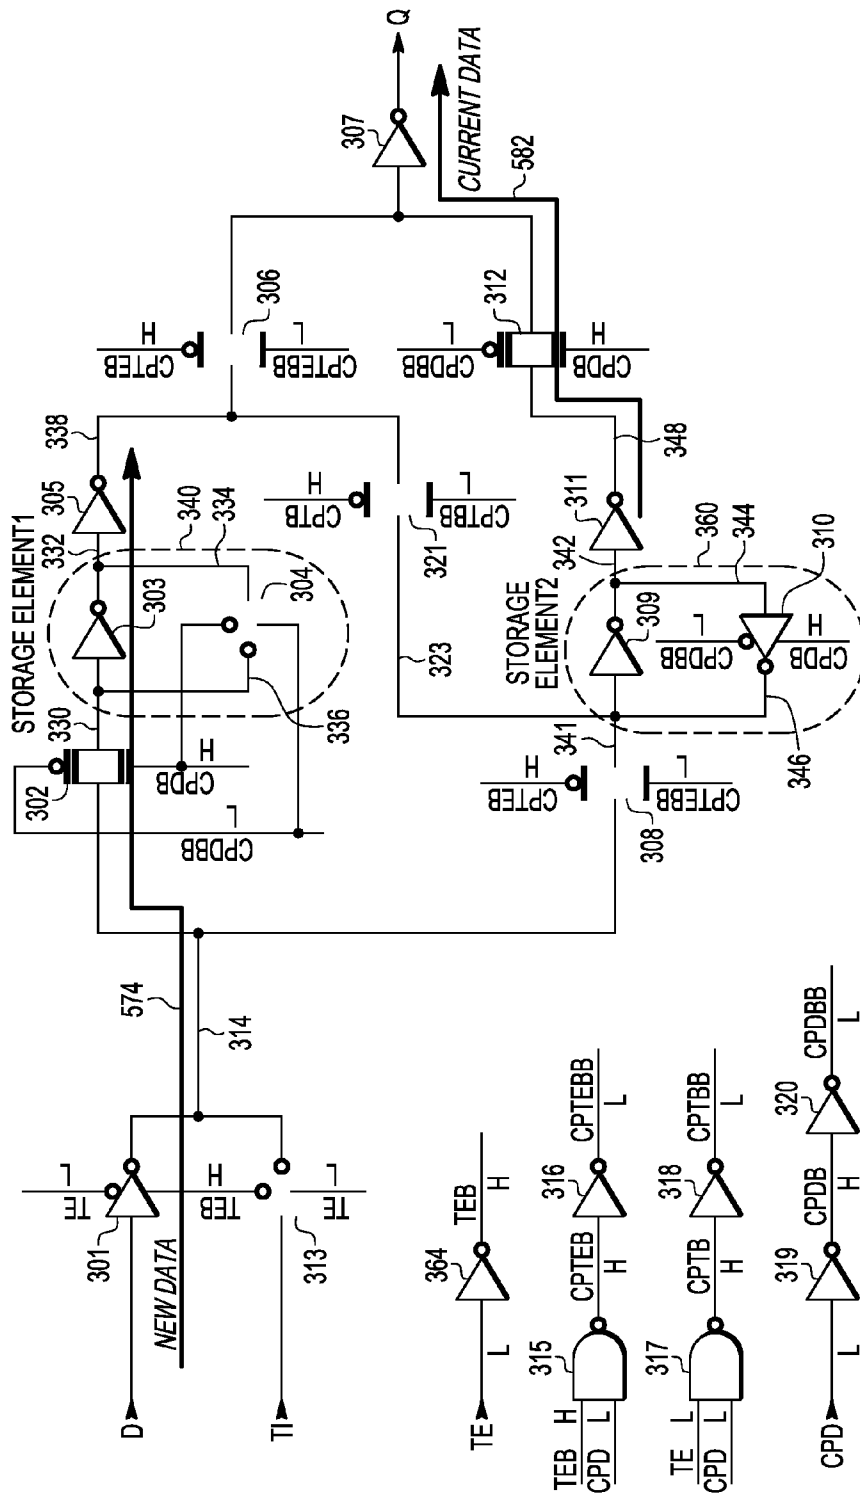 D
TI
NEW DATA
301
TE
L
TEB
H
TE
L
313
314
574
302
CPDBB
L
CPDB
H
STORAGE ELEMENT1
330
303
336
304
332
334
340
305
338
CPTEB
H
306
CPTEBB
L
307
Q
CURRENT DATA
582
CPTB
H
321
CPTBB
L
323
CPDBB
L
312
CPDB
H
348
CPTEB
H
308
CPTEBB
L
341
STORAGE
ELEMENT2
309
342
311
360
344
310
346
CPDBB
L
CPDB
H
TE
L
364
TEB
H
TEB
H
CPD
L
315
CPTEB
H
316
CPTEBB
L
TE
L
CPD
L
317
CPTB
H
318
CPTBB
L
CPD
L
319
CPDB
H
320
CPDBB
L